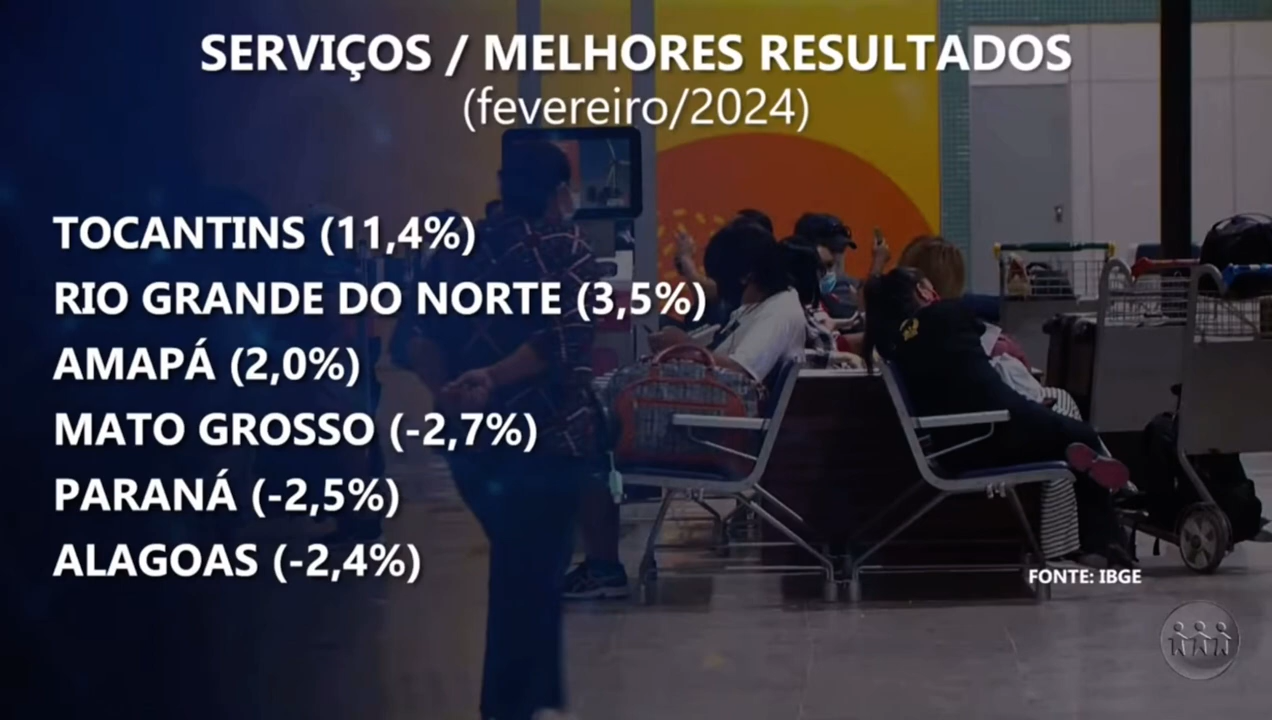 SERVIÇOS / MELHORES RESULTADOS
(fevereiro/2024)
TOCANTINS (11,4%)
RIO GRANDE DO NORTE (3,5%)
AMAPÁ (2,0%)
MATO GROSSO (-2,7%)
PARANÁ (-2,5%)
ALAGOAS (-2,4%)
FONTE: IBGE